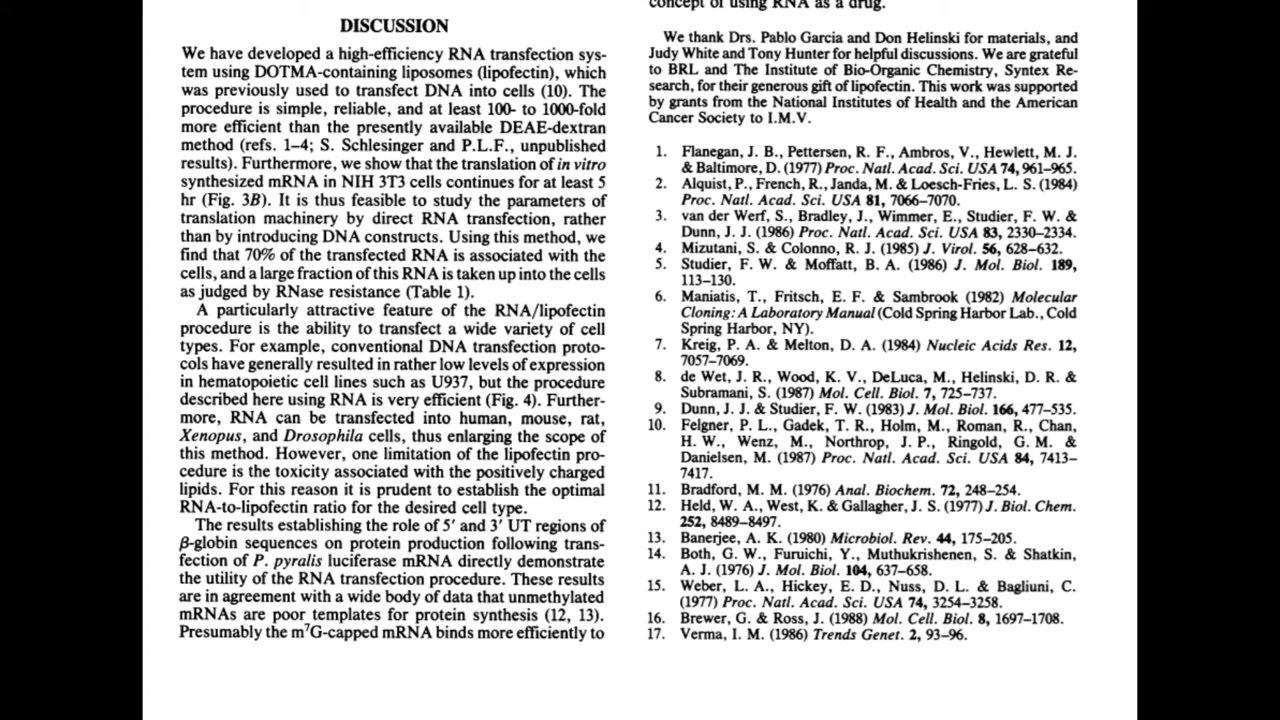 DISCUSSION
We have developed a high-efficiency RNA transfection sys-
tem using DOTMA-containing liposomes (lipofectin), which
was previously used to transfect DNA into cells (10). The
procedure is simple, reliable, and at least 100- to 1000-fold
more efficient than the presently available DEAE-dextran
method (refs. 1–4; S. Schlesinger and P.L.F., unpublished
results). Furthermore, we show that the translation of in vitro
synthesized mRNA in NIH 3T3 cells continues for at least 5
hr (Fig. 3B). It is thus feasible to study the parameters of
translation machinery by direct RNA transfection, rather
than by introducing DNA constructs. Using this method, we
find that 70% of the transfected RNA is associated with the
cells, and a large fraction of this RNA is taken up into the cells
as judged by RNase resistance (Table 1).
A particularly attractive feature of the RNA/lipofectin
procedure is the ability to transfect a wide variety of cell
types. For example, conventional DNA transfection proto-
cols have generally resulted in rather low levels of expression
in hematopoietic cell lines such as U937, but the procedure
described here using RNA is very efficient (Fig. 4). Further-
more, RNA can be transfected into human, mouse, rat,
Xenopus, and Drosophila cells, thus enlarging the scope of
this method. However, one limitation of the lipofectin pro-
cedure is the toxicity associated with the positively charged
lipids. For this reason it is prudent to establish the optimal
RNA-to-lipofectin ratio for the desired cell type.
The results establishing the role of 5′ and 3′ UT regions of
β-globin sequences on protein production following trans-
fection of P. pyralis luciferase mRNA directly demonstrate
the utility of the RNA transfection procedure. These results
are in agreement with a wide body of data that unmethylated
mRNAs are poor templates for protein synthesis (12, 13).
Presumably the m⁷G-capped mRNA binds more efficiently to
concept of using RNA as a drug.
We thank Drs. Pablo Garcia and Don Helinski for materials, and
Judy White and Tony Hunter for helpful discussions. We are grateful
to BRL and The Institute of Bio-Organic Chemistry, Syntex Re-
search, for their generous gift of lipofectin. This work was supported
by grants from the National Institutes of Health and the American
Cancer Society to I.M.V.
1. Flanegan, J. B., Pettersen, R. F., Ambros, V., Hewlett, M. J.
& Baltimore, D. (1977) Proc. Natl. Acad. Sci. USA 74, 961–965.
2. Alquist, P., French, R., Janda, M. & Loesch-Fries, L. S. (1984)
Proc. Natl. Acad. Sci. USA 81, 7066–7070.
3. van der Werf, S., Bradley, J., Wimmer, E., Studier, F. W. &
Dunn, J. J. (1986) Proc. Natl. Acad. Sci. USA 83, 2330–2334.
4. Mizutani, S. & Colonno, R. J. (1985) J. Virol. 56, 628–632.
5. Studier, F. W. & Moffatt, B. A. (1986) J. Mol. Biol. 189,
113–130.
6. Maniatis, T., Fritsch, E. F. & Sambrook (1982) Molecular
Cloning: A Laboratory Manual (Cold Spring Harbor Lab., Cold
Spring Harbor, NY).
7. Kreig, P. A. & Melton, D. A. (1984) Nucleic Acids Res. 12,
7057–7069.
8. de Wet, J. R., Wood, K. V., DeLuca, M., Helinski, D. R. &
Subramani, S. (1987) Mol. Cell. Biol. 7, 725–737.
9. Dunn, J. J. & Studier, F. W. (1983) J. Mol. Biol. 166, 477–535.
10. Felgner, P. L., Gadek, T. R., Holm, M., Roman, R., Chan,
H. W., Wenz, M., Northrop, J. P., Ringold, G. M. &
Danielsen, M. (1987) Proc. Natl. Acad. Sci. USA 84, 7413–
7417.
11. Bradford, M. M. (1976) Anal. Biochem. 72, 248–254.
12. Held, W. A., West, K. & Gallagher, J. S. (1977) J. Biol. Chem.
252, 8489–8497.
13. Banerjee, A. K. (1980) Microbiol. Rev. 44, 175–205.
14. Both, G. W., Furuichi, Y., Muthukrishenen, S. & Shatkin,
A. J. (1976) J. Mol. Biol. 104, 637–658.
15. Weber, L. A., Hickey, E. D., Nuss, D. L. & Bagliuni, C.
(1977) Proc. Natl. Acad. Sci. USA 74, 3254–3258.
16. Brewer, G. & Ross, J. (1988) Mol. Cell. Biol. 8, 1697–1708.
17. Verma, I. M. (1986) Trends Genet. 2, 93–96.